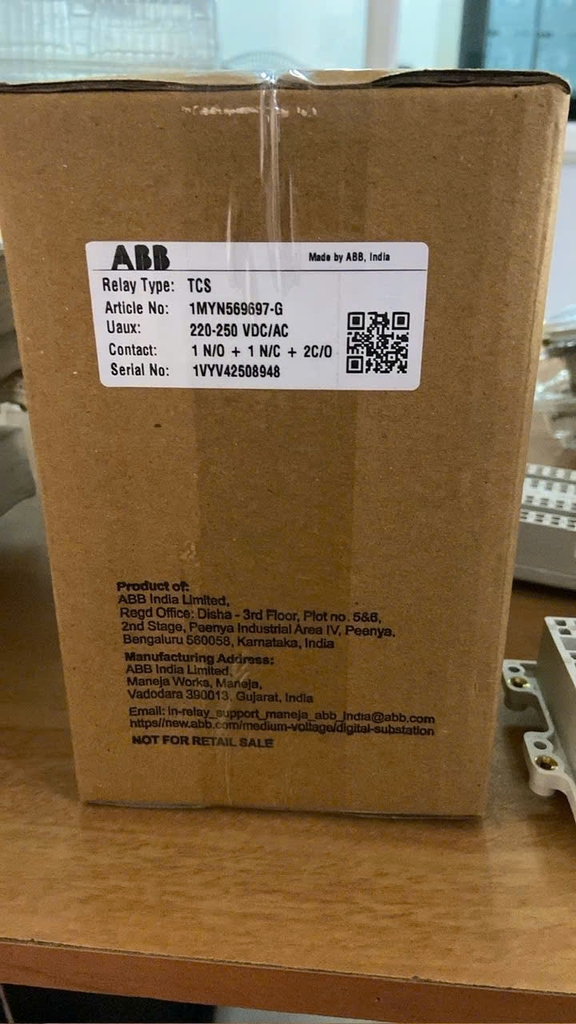 ABB
Made by ABB, India
Relay Type: TCS
Article No: 1MYN569697-G
Uaux: 220-250 VDC/AC
Contact: 1 N/O + 1 N/C + 2C/O
Serial No: 1VYV42508948
Product of:
ABB India Limited,
Regd Office: Disha - 3rd Floor, Plot no. 5&6,
2nd Stage, Peenya Industrial Area IV, Peenya,
Bengaluru 560058, Karnataka, India
Manufacturing Address:
ABB India Limited,
Maneja Works, Maneja,
Vadodara 390013, Gujarat, India
Email: in-relay_support_maneja_abb_india@abb.com
https//new.abb.com/medium-voltage/digital-substation
NOT FOR RETAIL SALE